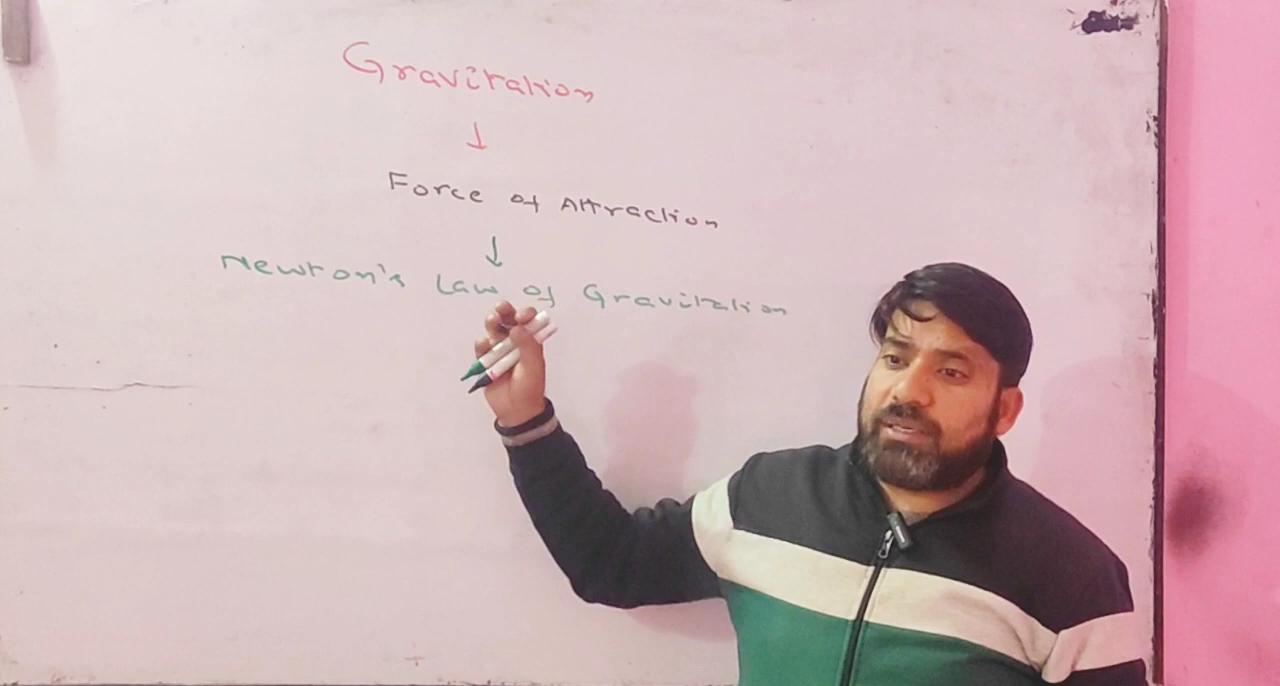 Gravitation
↓
Force of Attraction
↓
Newton's Law of Gravitation